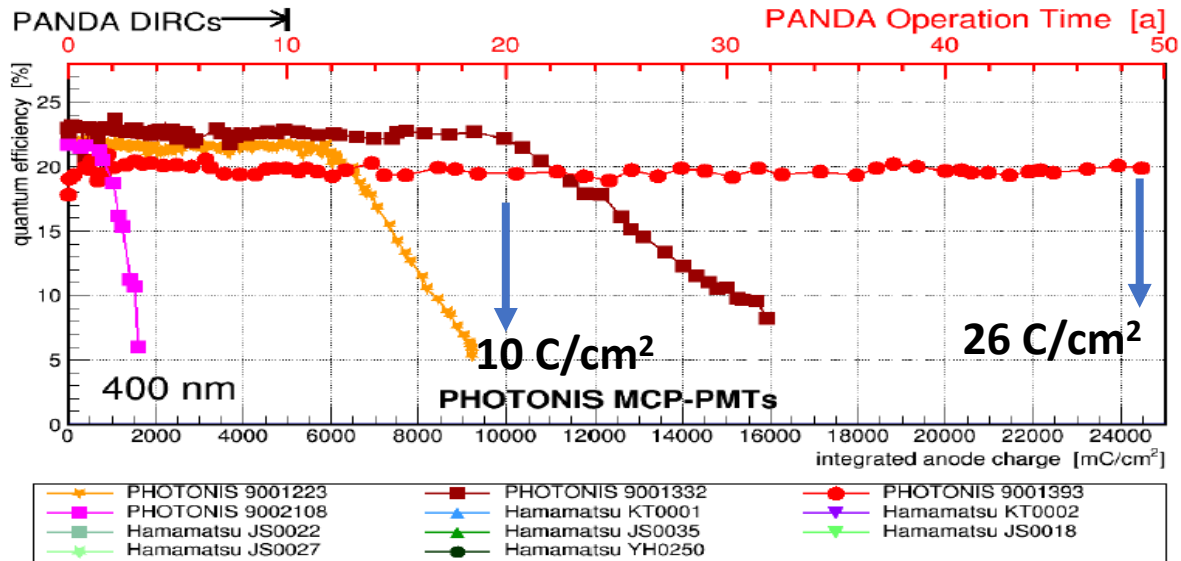 PANDA DIRCs
PANDA Operation Time [a]
0 10 20 30 40 50
quantum efficiency [%]
25
20
15
10
5
0
10 C/cm²
26 C/cm²
400 nm
PHOTONIS MCP-PMTs
0 2000 4000 6000 8000 10000 12000 14000 16000 18000 20000 22000 24000
integrated anode charge [mC/cm²]
PHOTONIS 9001223 PHOTONIS 9001332 PHOTONIS 9001393
PHOTONIS 9002108 Hamamatsu KT0001 Hamamatsu KT0002
Hamamatsu JS0022 Hamamatsu JS0035 Hamamatsu JS0018
Hamamatsu JS0027 Hamamatsu YH0250